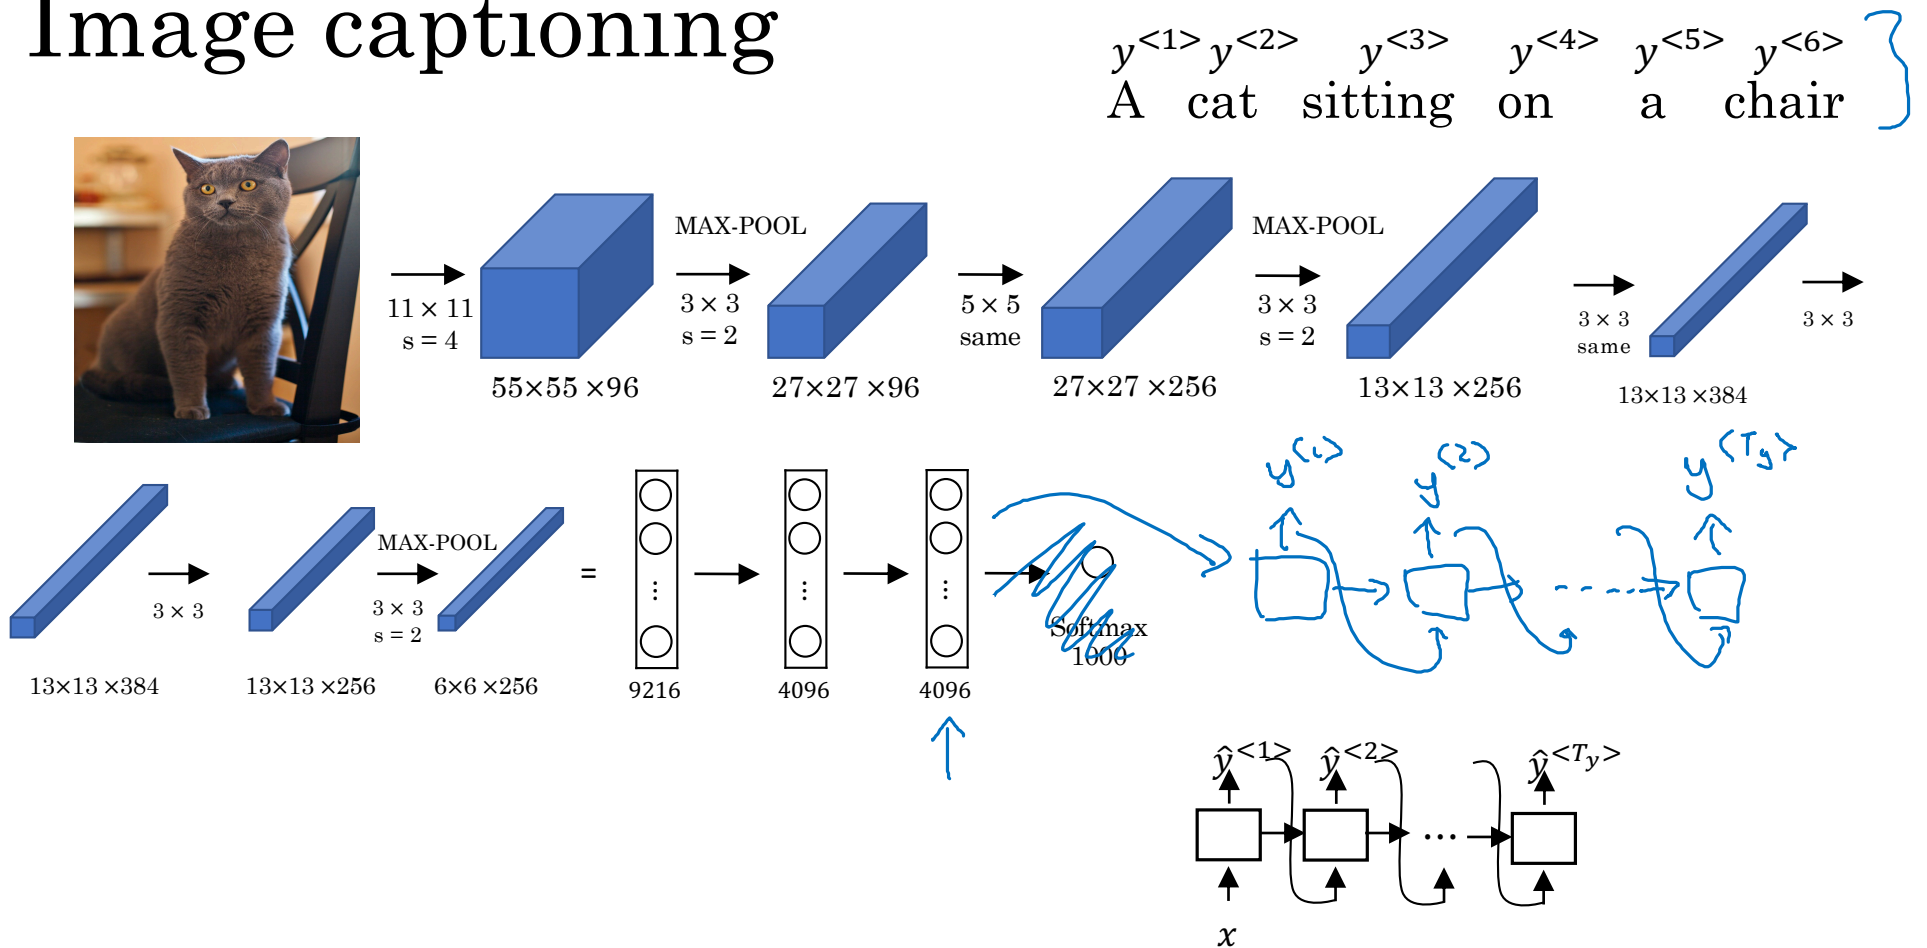 Image captioning
y<1> y<2> y<3> y<4> y<5> y<6>
A cat sitting on a chair
MAX-POOL
MAX-POOL
11 × 11
s = 4
3 × 3
s = 2
5 × 5
same
3 × 3
s = 2
3 × 3
same
3 × 3
55×55 ×96
27×27 ×96
27×27 ×256
13×13 ×256
13×13 ×384
y<1>
y<2>
y<Ty>
MAX-POOL
3 × 3
3 × 3
s = 2
=
⋮
⋮
⋮
Softmax
1000
13×13 ×384
13×13 ×256
6×6 ×256
9216
4096
4096
ŷ<1> ŷ<2> ŷ<Ty>
...
x